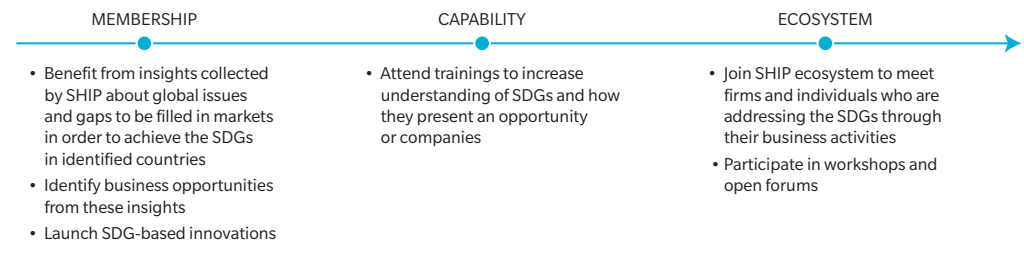 MEMBERSHIP
• Benefit from insights collected
by SHIP about global issues
and gaps to be filled in markets
in order to achieve the SDGs
in identified countries
• Identify business opportunities
from these insights
• Launch SDG-based innovations
CAPABILITY
• Attend trainings to increase
understanding of SDGs and how
they present an opportunity
or companies
ECOSYSTEM
• Join SHIP ecosystem to meet
firms and individuals who are
addressing the SDGs through
their business activities
• Participate in workshops and
open forums